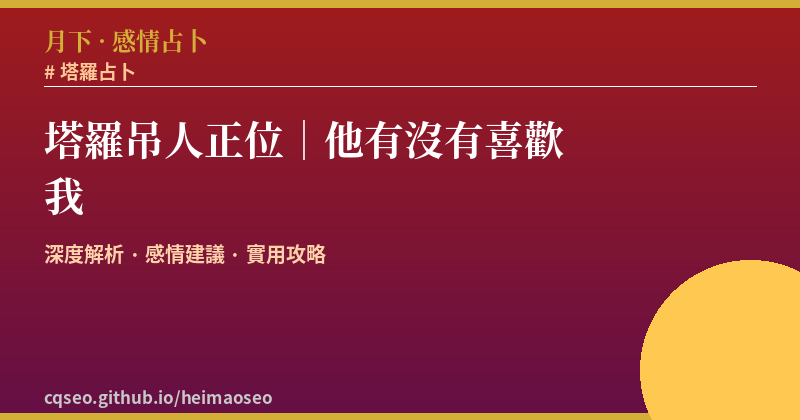 月下 · 感情占卜
# 塔羅占卜
塔羅吊人正位｜他有沒有喜歡
我
深度解析 · 感情建議 · 實用攻略
cqseo.github.io/heimaoseo